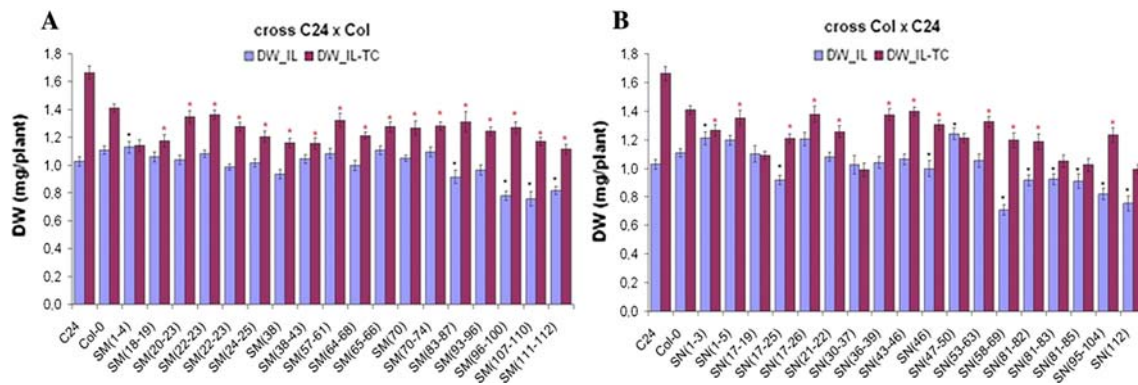 A
cross C24 x Col
DW_IL DW_IL-TC
DW (mg/plant)
1.8
1.6
1.4
1.2
1.0
0.8
0.6
0.4
0.2
0.0
C24
Col-0
SM(1-4)
SM(18-19)
SM(20-23)
SM(22-23)
SM(22-23)
SM(24-25)
SM(38)
SM(38-43)
SM(57-61)
SM(64-68)
SM(65-66)
SM(70)
SM(70-74)
SM(83-87)
SM(93-96)
SM(96-100)
SM(107-110)
SM(111-112)
B
cross Col x C24
DW_IL DW_IL-TC
DW (mg/plant)
1.8
1.6
1.4
1.2
1.0
0.8
0.6
0.4
0.2
0.0
C24
Col-0
SN(1-3)
SN(1-5)
SN(17-19)
SN(17-25)
SN(17-26)
SN(21-22)
SN(30-37)
SN(36-39)
SN(43-46)
SN(46)
SN(47-50)
SN(53-63)
SN(58-69)
SN(81-82)
SN(81-83)
SN(81-85)
SN(95-104)
SN(112)